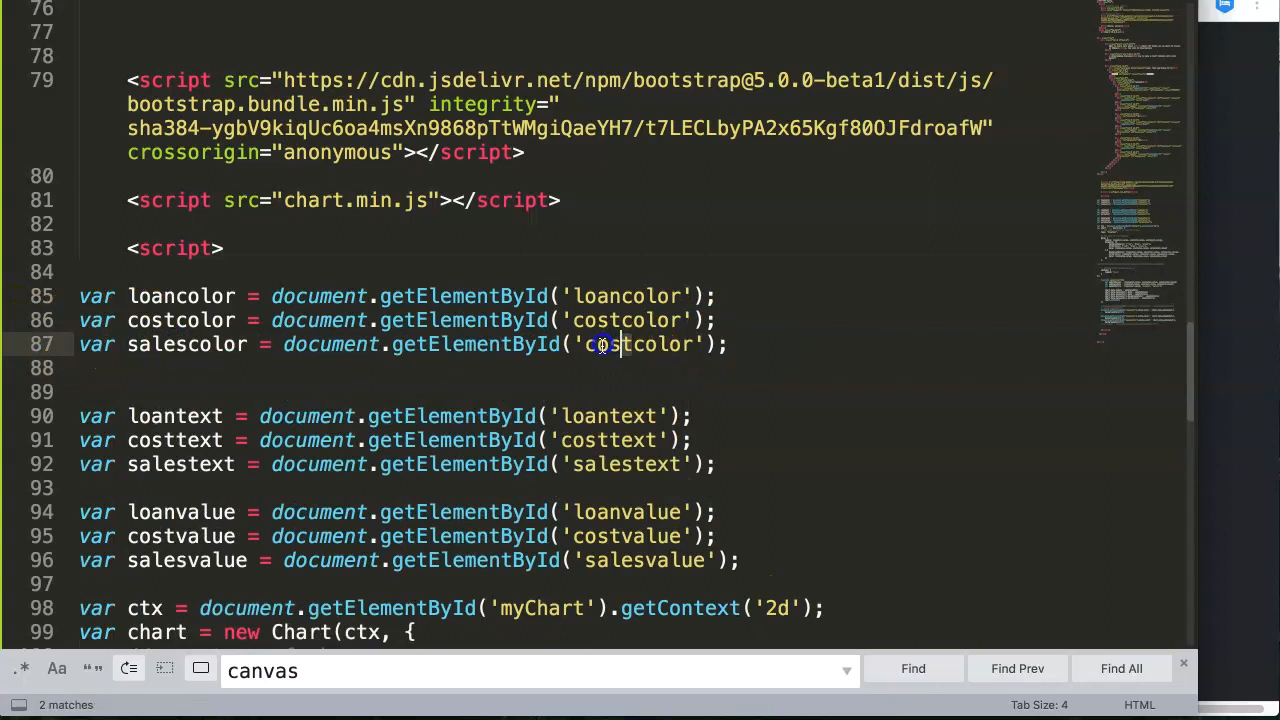 76
77
78
79 <script src="https://cdn.jsdelivr.net/npm/bootstrap@5.0.0-beta1/dist/js/
bootstrap.bundle.min.js" integrity="
sha384-ygbV9kiqUc6oa4msXn9868pTtWMgiQaeYH7/t7LECLbyPA2x65Kgf80OJFdroafW"
crossorigin="anonymous"></script>
80
81 <script src="chart.min.js"></script>
82
83 <script>
84
85 var loancolor = document.getElementById('loancolor');
86 var costcolor = document.getElementById('costcolor');
87 var salescolor = document.getElementById('costcolor');
88
89
90 var loantext = document.getElementById('loantext');
91 var costtext = document.getElementById('costtext');
92 var salestext = document.getElementById('salestext');
93
94 var loanvalue = document.getElementById('loanvalue');
95 var costvalue = document.getElementById('costvalue');
96 var salesvalue = document.getElementById('salesvalue');
97
98 var ctx = document.getElementById('myChart').getContext('2d');
99 var chart = new Chart(ctx, {
.* Aa “” canvas Find Find Prev Find All
2 matches Tab Size: 4 HTML